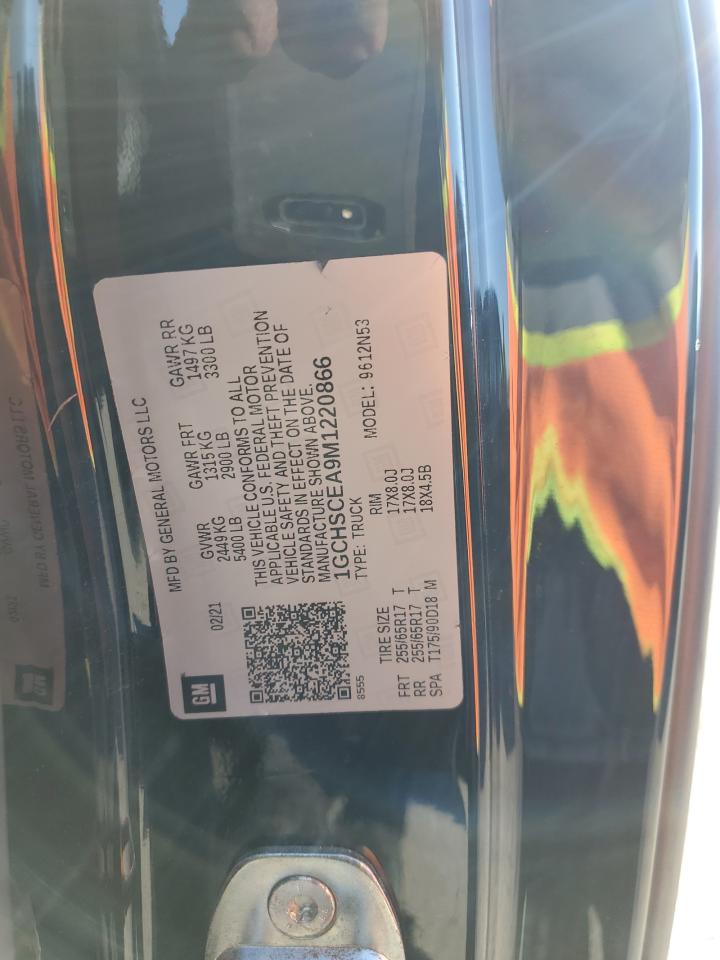 GM
02/21
MFD BY GENERAL MOTORS LLC
GVWR GAWR FRT GAWR RR
2449 KG 1315 KG 1497 KG
5400 LB 2900 LB 3300 LB
THIS VEHICLE CONFORMS TO ALL
APPLICABLE U.S. FEDERAL MOTOR
VEHICLE SAFETY AND THEFT PREVENTION
STANDARDS IN EFFECT ON THE DATE OF
MANUFACTURE SHOWN ABOVE.
1GCHSCEA9M1220866
8555
TYPE: TRUCK MODEL: 9612N53
TIRE SIZE RIM
FRT 255/65R17 T 17X8.0J
RR 255/65R17 T 17X8.0J
SPA T175/90D18 M 18X4.5B